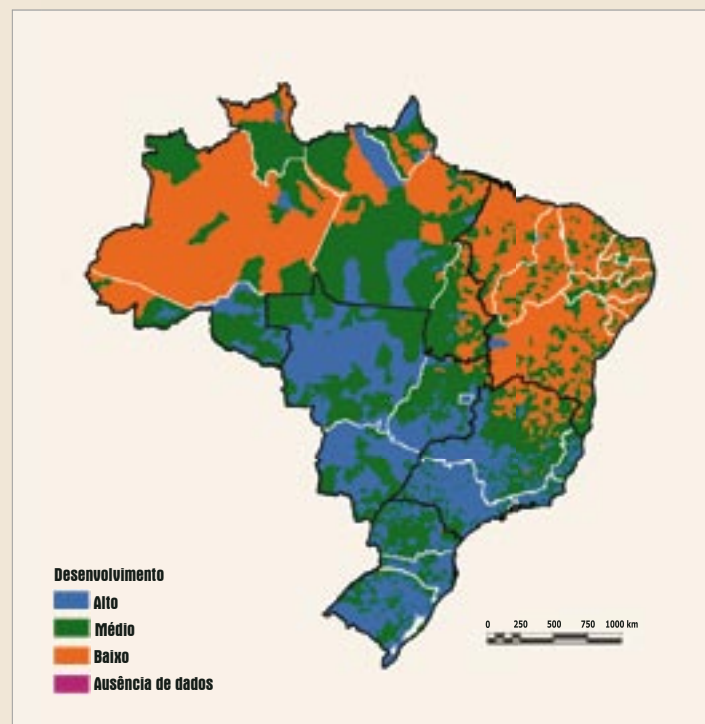 Desenvolvimento
Alto
Médio
Baixo
Ausência de dados
0 250 500 750 1000 km